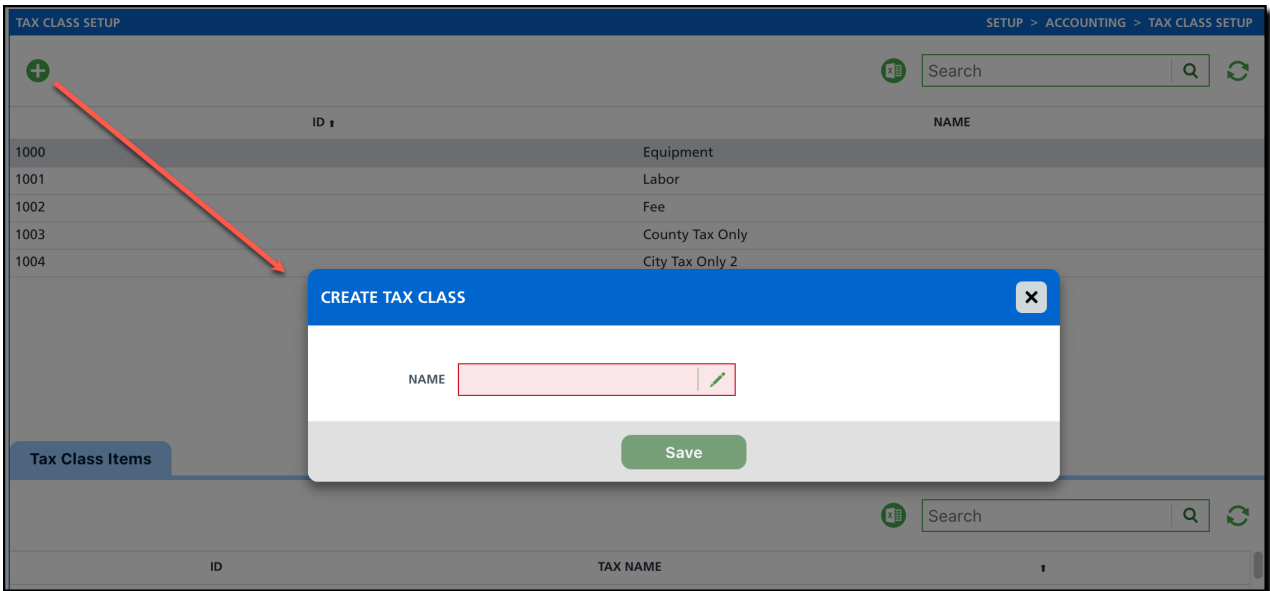 TAX CLASS SETUP SETUP > ACCOUNTING > TAX CLASS SETUP
Search
ID NAME
1000 Equipment
1001 Labor
1002 Fee
1003 County Tax Only
1004 City Tax Only 2
CREATE TAX CLASS
NAME
Save
Tax Class Items
Search
ID TAX NAME